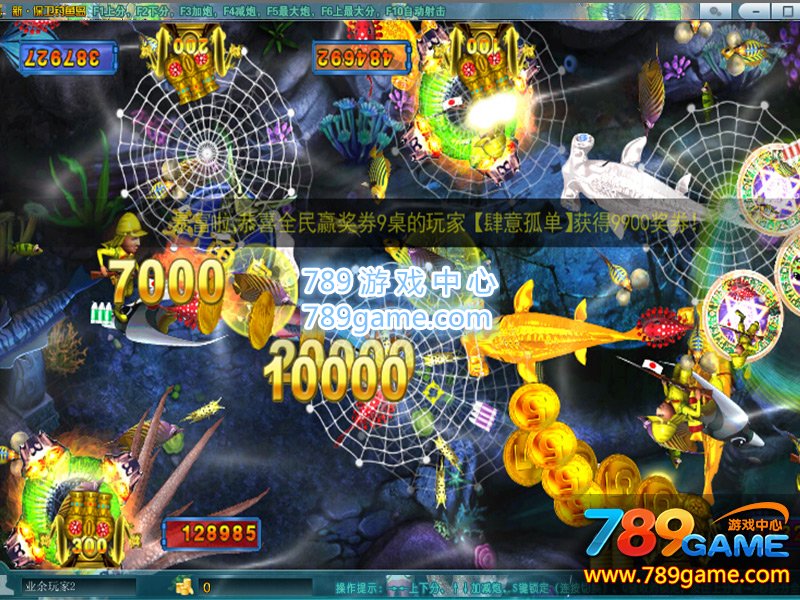 新·保卫钓鱼岛 F1上分, F2下分, F3加炮, F4减炮, F5最大炮, F6上最大分, F10自动射击
387927
200
484692
100
恭喜啦,恭喜全民赢奖券9桌的玩家【肆意孤单】获得9900奖券!
7000
789游戏中心
789game.com
10000
300
128985
789GAME
游戏中心
www.789game.com
业余玩家2
0
操作提示:
上下分,
加减炮, S键锁定